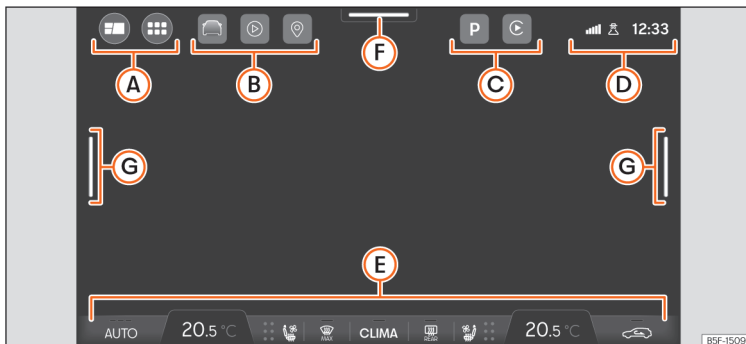 P
12:33
A
B
F
C
D
G
G
E
AUTO
20.5 °C
MAX
CLIMA
REAR
20.5 °C
B5F-1509